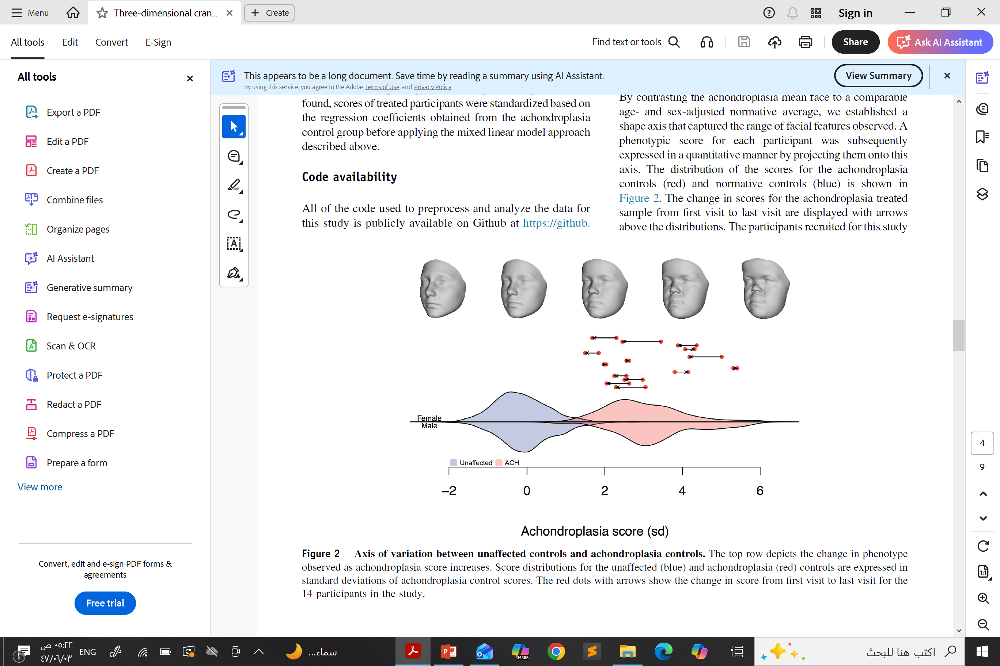 Menu
Three-dimensional cran...
Create
Sign in
All tools
Edit
Convert
E-Sign
Find text or tools
Share
Ask AI Assistant
All tools
Export a PDF
Edit a PDF
Create a PDF
Combine files
Organize pages
AI Assistant
Generative summary
Request e-signatures
Scan & OCR
Protect a PDF
Redact a PDF
Compress a PDF
Prepare a form
View more
Convert, edit and e-sign PDF forms &
agreements
Free trial
This appears to be a long document. Save time by reading a summary using AI Assistant.
By using this service, you agree to the Adobe Terms of Use and Privacy Policy
View Summary
found, scores of treated participants were standardized based on
the regression coefficients obtained from the achondroplasia
control group before applying the mixed linear model approach
described above.
Code availability
All of the code used to preprocess and analyze the data for
this study is publicly available on Github at https://github.
By contrasting the achondroplasia mean face to a comparable
age- and sex-adjusted normative average, we established a
shape axis that captured the range of facial features observed. A
phenotypic score for each participant was subsequently
expressed in a quantitative manner by projecting them onto this
axis. The distribution of the scores for the achondroplasia
controls (red) and normative controls (blue) is shown in
Figure 2. The change in scores for the achondroplasia treated
sample from first visit to last visit are displayed with arrows
above the distributions. The participants recruited for this study
Female
Male
Unaffected ACH
−2 0 2 4 6
Achondroplasia score (sd)
Figure 2 Axis of variation between unaffected controls and achondroplasia controls. The top row depicts the change in phenotype
observed as achondroplasia score increases. Score distributions for the unaffected (blue) and achondroplasia (red) controls are expressed in
standard deviations of achondroplasia control scores. The red dots with arrows show the change in score from first visit to last visit for the
14 participants in the study.
4
9
1:1
٠٥:٢٢ ص
٤٧/٠٦/٠٣
ENG
سماء...
M365
اكتب هنا للبحث